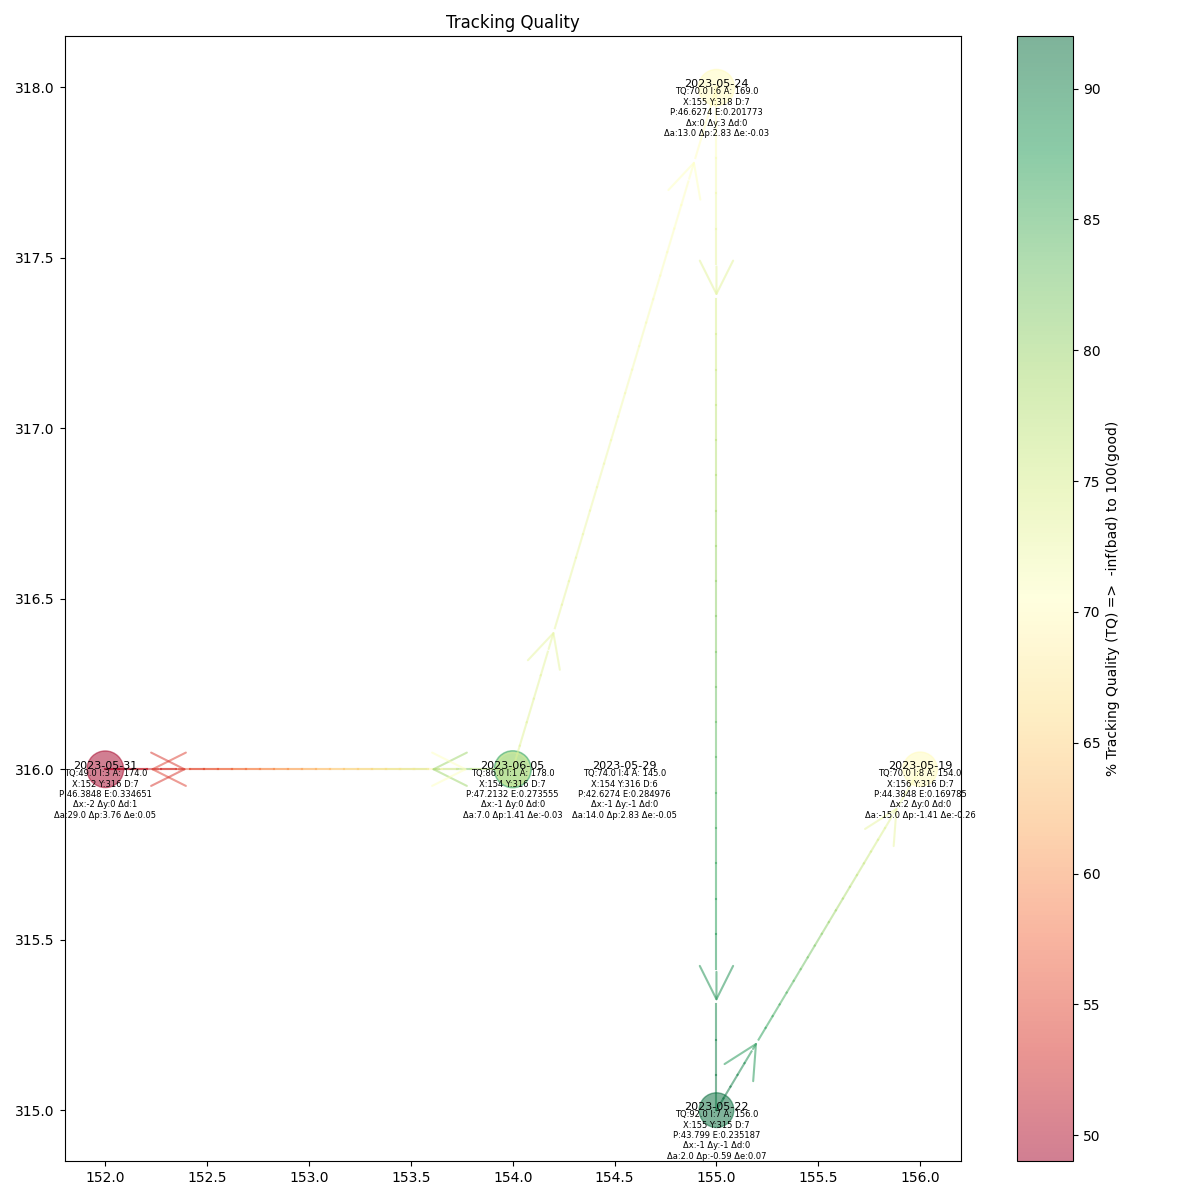 Tracking Quality
318.0
317.5
317.0
316.5
316.0
315.5
315.0
152.0
152.5
153.0
153.5
154.0
154.5
155.0
155.5
156.0
2023-05-24
TQ:70.0 I:6 A: 169.0
X:155 Y:318 D:7
P:46.6274 E:0.201773
Δx:0 Δy:3 Δd:0
Δa:13.0 Δp:2.83 Δe:-0.03
2023-05-31
TQ:49.0 I:3 A: 174.0
X:152 Y:316 D:7
P:46.3848 E:0.334651
Δx:-2 Δy:0 Δd:1
Δa:29.0 Δp:3.76 Δe:0.05
2023-06-05
TQ:86.0 I:1 A: 178.0
X:154 Y:316 D:7
P:47.2132 E:0.273555
Δx:-1 Δy:0 Δd:0
Δa:7.0 Δp:1.41 Δe:-0.03
2023-05-29
TQ:74.0 I:4 A: 145.0
X:154 Y:316 D:6
P:42.6274 E:0.284976
Δx:-1 Δy:-1 Δd:0
Δa:14.0 Δp:2.83 Δe:-0.05
2023-05-19
TQ:70.0 I:8 A: 154.0
X:156 Y:316 D:7
P:44.3848 E:0.169785
Δx:2 Δy:0 Δd:0
Δa:-15.0 Δp:-1.41 Δe:-0.26
2023-05-22
TQ:92.0 I:7 A: 156.0
X:155 Y:315 D:7
P:43.799 E:0.235187
Δx:-1 Δy:-1 Δd:0
Δa:2.0 Δp:-0.59 Δe:0.07
90
85
80
75
70
65
60
55
50
% Tracking Quality (TQ) =>  -inf(bad) to 100(good)